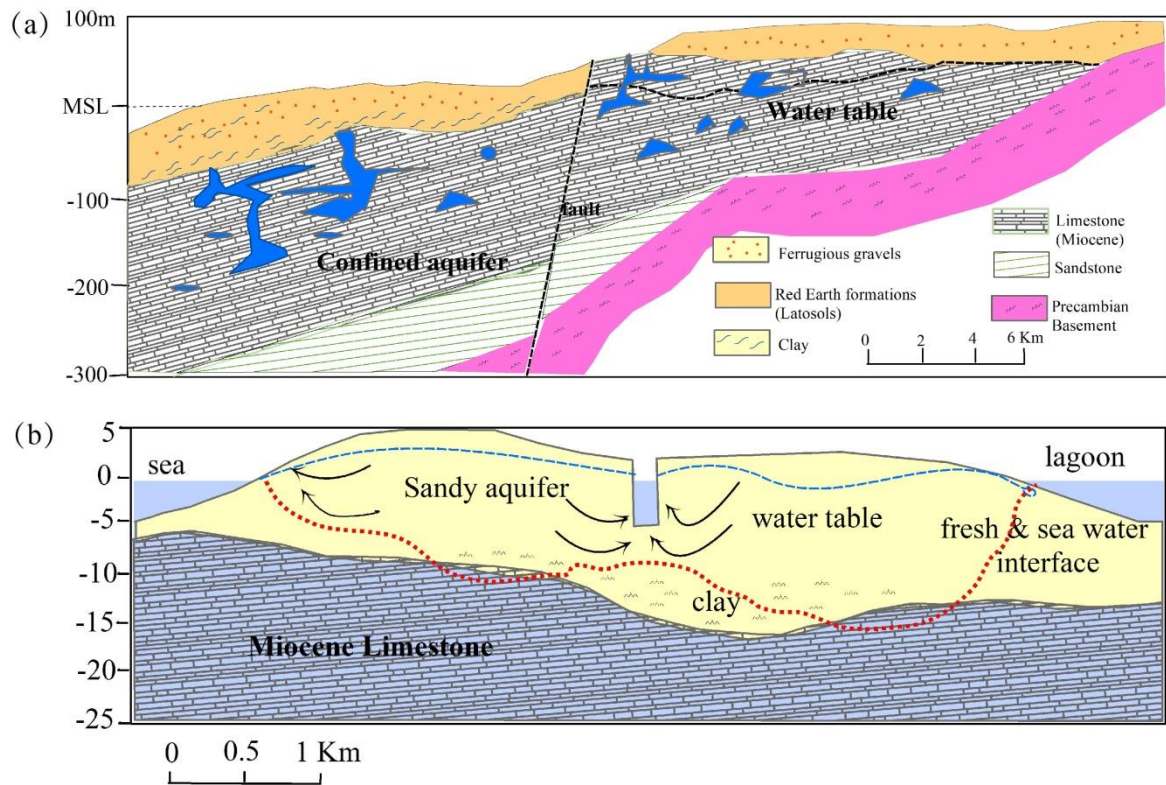 (a)
100m
MSL
-100
-200
-300
Water table
fault
Confined aquifer
Ferrugious gravels
Red Earth formations
(Latosols)
Clay
Limestone
(Miocene)
Sandstone
Precambian
Basement
0 2 4 6 Km
(b)
5
0
-5
-10
-15
-20
-25
sea
lagoon
Sandy aquifer
water table
fresh & sea water
interface
clay
Miocene Limestone
0 0.5 1 Km